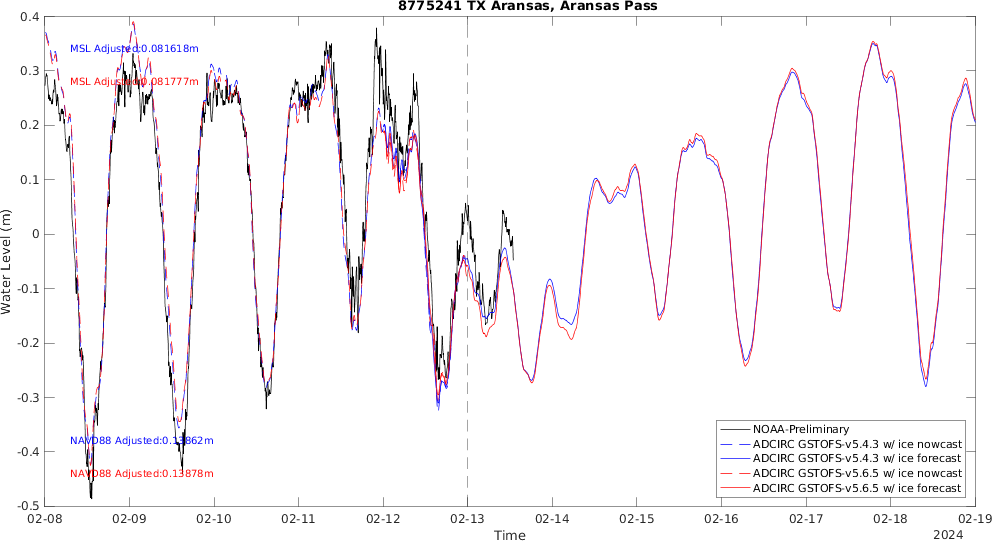 8775241 TX Aransas, Aransas Pass
0.4
0.3
0.2
0.1
0
-0.1
-0.2
-0.3
-0.4
-0.5
Water Level (m)
MSL Adjusted:0.081618m
MSL Adjusted:0.081777m
NAVD88 Adjusted:0.13862m
NAVD88 Adjusted:0.13878m
NOAA-Preliminary
ADCIRC GSTOFS-v5.4.3 w/ ice nowcast
ADCIRC GSTOFS-v5.4.3 w/ ice forecast
ADCIRC GSTOFS-v5.6.5 w/ ice nowcast
ADCIRC GSTOFS-v5.6.5 w/ ice forecast
02-08 02-09 02-10 02-11 02-12 02-13 02-14 02-15 02-16 02-17 02-18 02-19
Time
2024